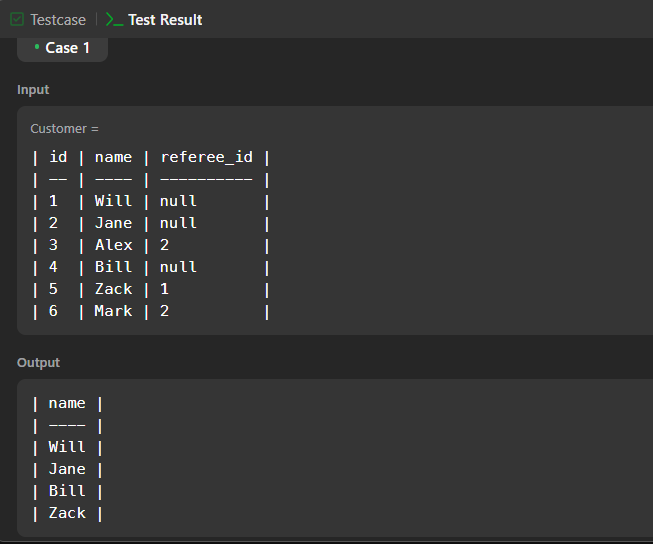 Testcase | >_ Test Result
• Case 1
Input
Customer =
| id | name | referee_id |
| -- | ---- | ---------- |
| 1  | Will | null       |
| 2  | Jane | null       |
| 3  | Alex | 2          |
| 4  | Bill | null       |
| 5  | Zack | 1          |
| 6  | Mark | 2          |
Output
| name |
| ---- |
| Will |
| Jane |
| Bill |
| Zack |